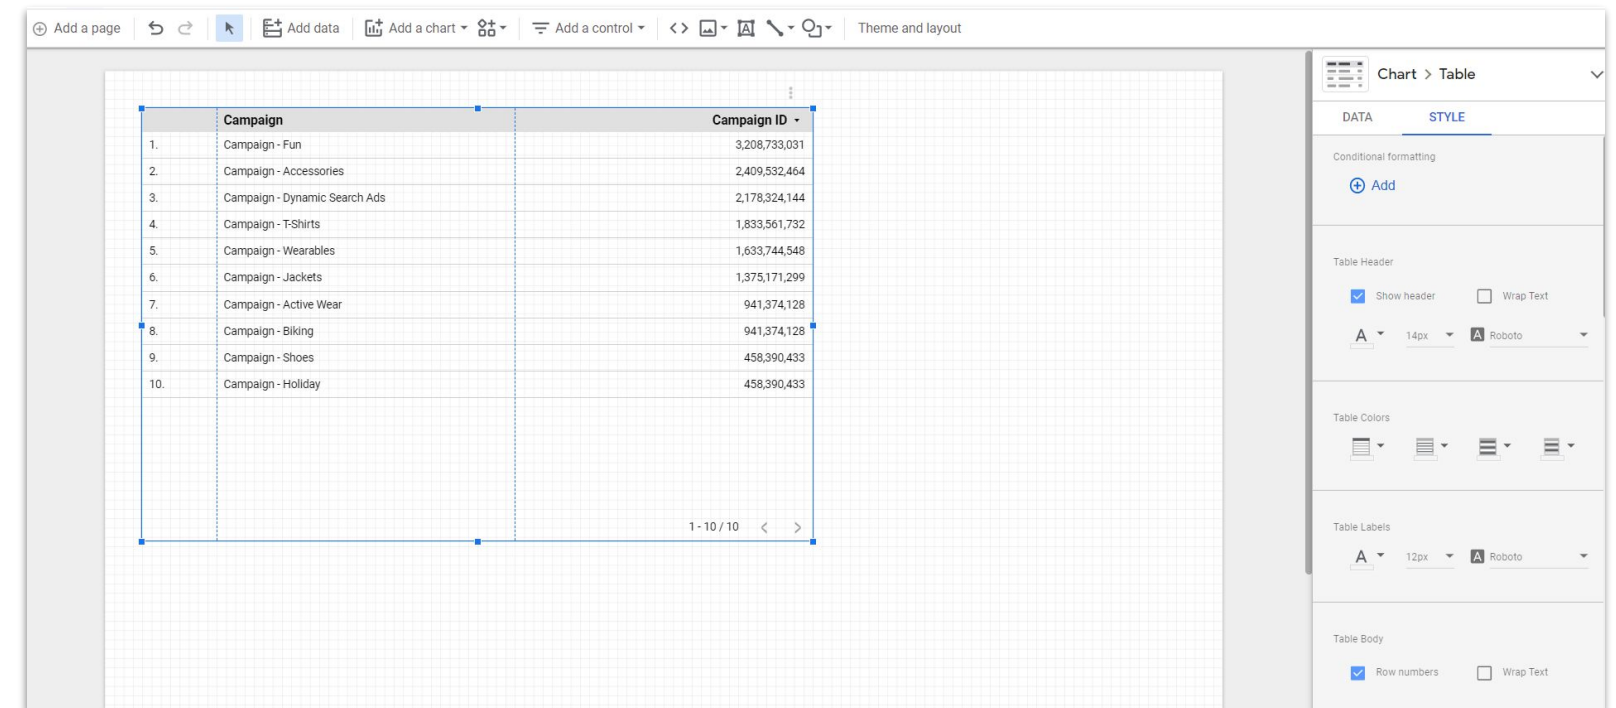 Add a page Add data Add a chart Add a control Theme and layout
Chart > Table
DATA STYLE
Conditional formatting
Add
Table Header
Show header Wrap Text
A 14px A Roboto
Table Colors
Table Labels
A 12px A Roboto
Table Body
Row numbers Wrap Text
Campaign Campaign ID
1. Campaign - Fun 3,208,733,031
2. Campaign - Accessories 2,409,532,464
3. Campaign - Dynamic Search Ads 2,178,324,144
4. Campaign - T-Shirts 1,833,561,732
5. Campaign - Wearables 1,633,744,548
6. Campaign - Jackets 1,375,171,299
7. Campaign - Active Wear 941,374,128
8. Campaign - Biking 941,374,128
9. Campaign - Shoes 458,390,433
10. Campaign - Holiday 458,390,433
1 - 10 / 10 < >